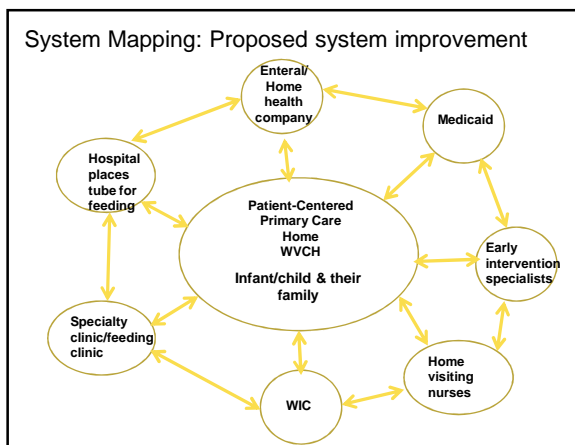 System Mapping: Proposed system improvement
Enteral/
Home
health
company
Medicaid
Hospital
places
tube for
feeding
Patient-Centered
Primary Care
Home
WVCH
Infant/child & their
family
Early
intervention
specialists
Specialty
clinic/feeding
clinic
Home
visiting
nurses
WIC